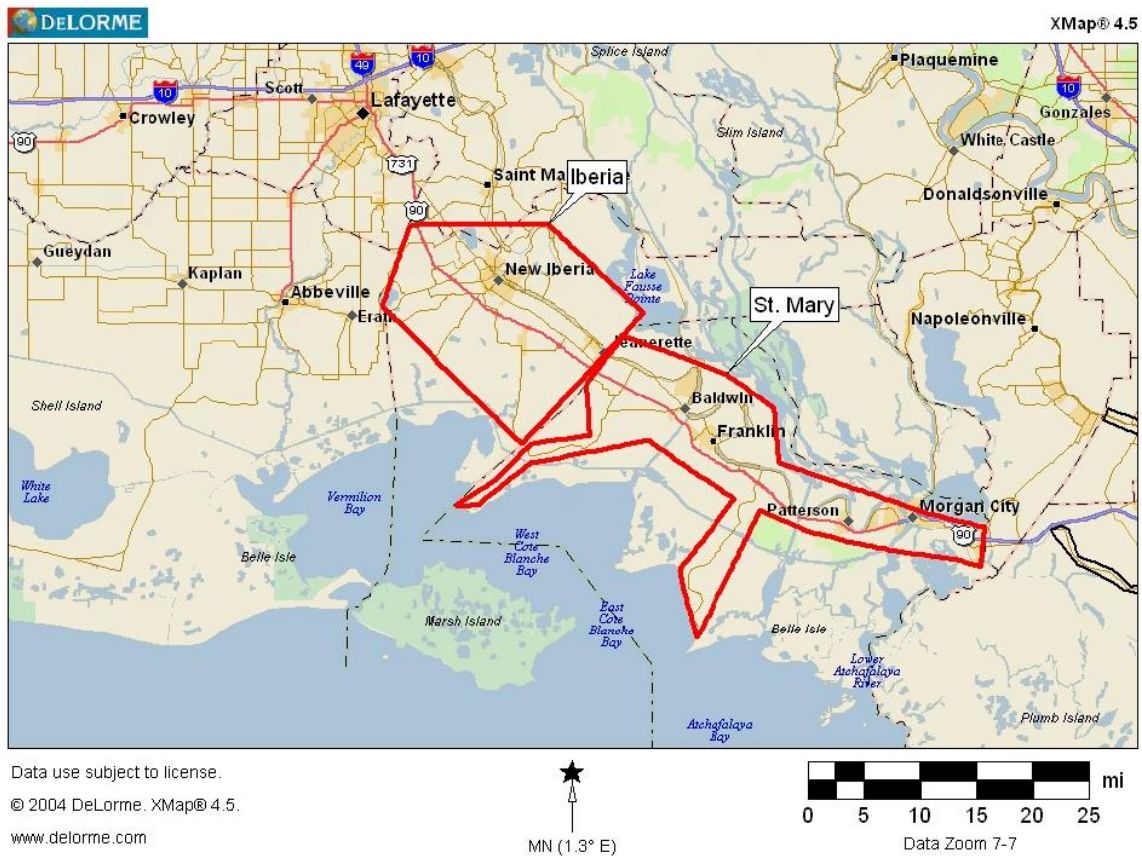 DELORME
XMap® 4.5
Splice Island
Plaquemine
49
10
10
Scott
10
Lafayette
Gonzales
Crowley
90
Slim Island
White Castle
731
Saint Ma
Iberia
Donaldsonville
90
Gueydan
New Iberia
Lake
Fausse
Pointe
Kaplan
Abbeville
St. Mary
Erath
Napoleonville
Jeanerette
Shell Island
Baldwin
Franklin
White
Lake
Vermilion
Bay
Patterson
Morgan City
90
West
Cote
Blanche
Bay
Belle Isle
East
Cote
Blanche
Bay
Marsh Island
Belle Isle
Lower
Atchafalaya
River
Atchafalaya
Bay
Plumb Island
Data use subject to license.
© 2004 DeLorme. XMap® 4.5.
www.delorme.com
MN (1.3° E)
mi
0 5 10 15 20 25
Data Zoom 7-7